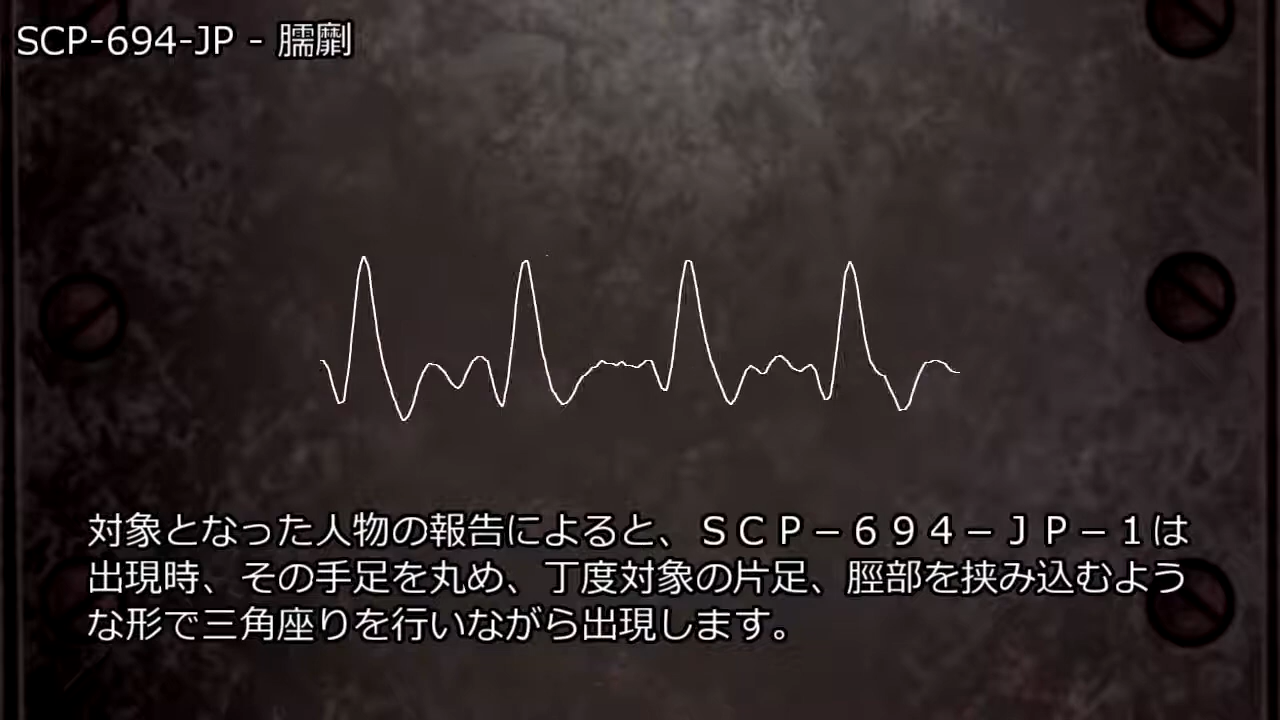 SCP-694-JP - 臑劘
対象となった人物の報告によると、ＳＣＰ－６９４－ＪＰ－１は
出現時、その手足を丸め、丁度対象の片足、脛部を挟み込むよう
な形で三角座りを行いながら出現します。